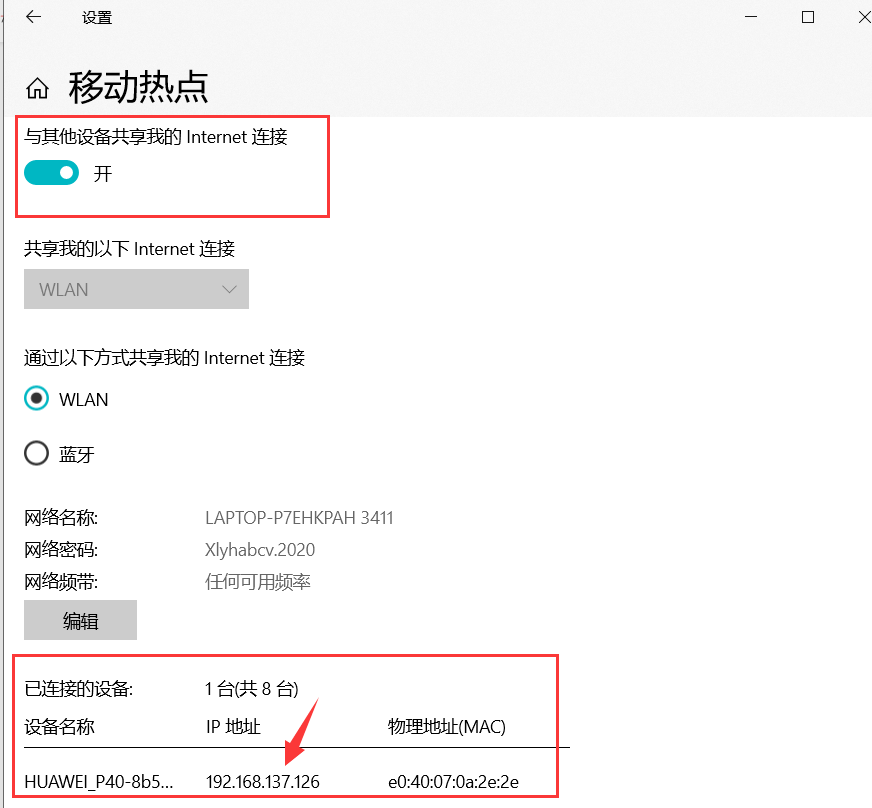 设置
移动热点
与其他设备共享我的 Internet 连接
开
共享我的以下 Internet 连接
WLAN
通过以下方式共享我的 Internet 连接
WLAN
蓝牙
网络名称: LAPTOP-P7EHKPAH 3411
网络密码: Xlyhabcv.2020
网络频带: 任何可用频率
编辑
已连接的设备: 1 台(共 8 台)
设备名称 IP 地址 物理地址(MAC)
HUAWEI_P40-8b5... 192.168.137.126 e0:40:07:0a:2e:2e